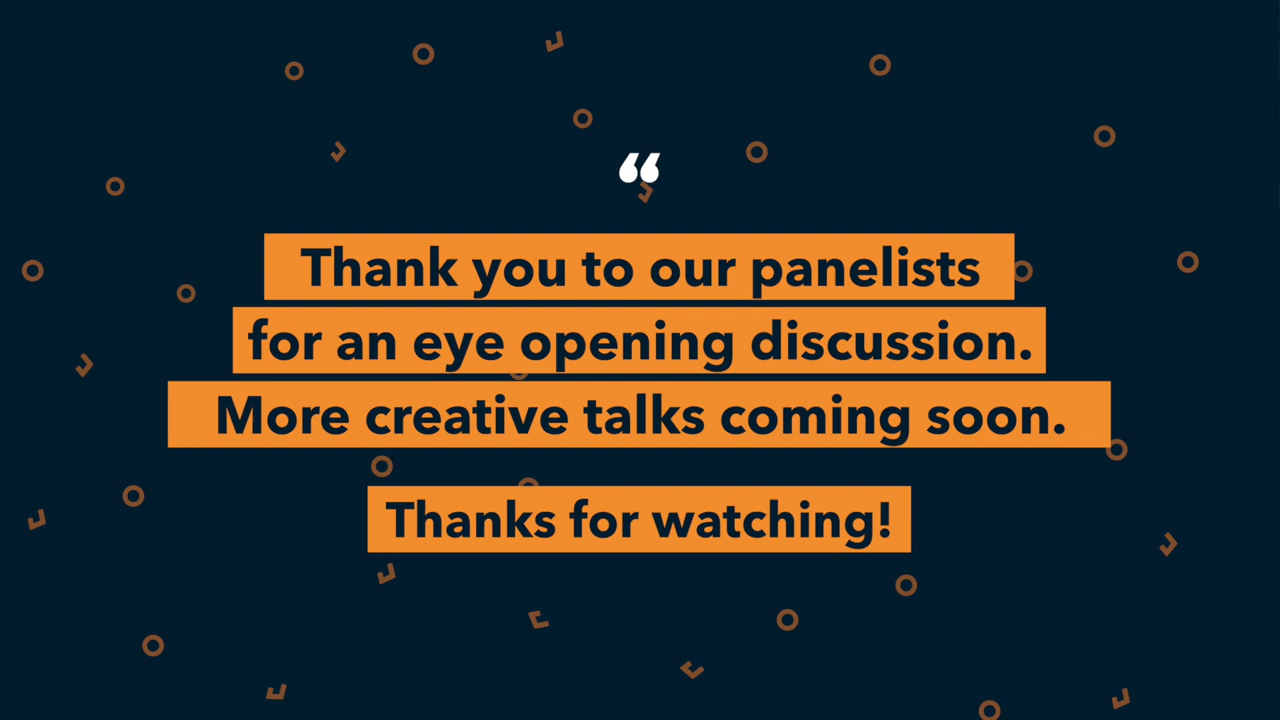 “
Thank you to our panelists
for an eye opening discussion.
More creative talks coming soon.
Thanks for watching!